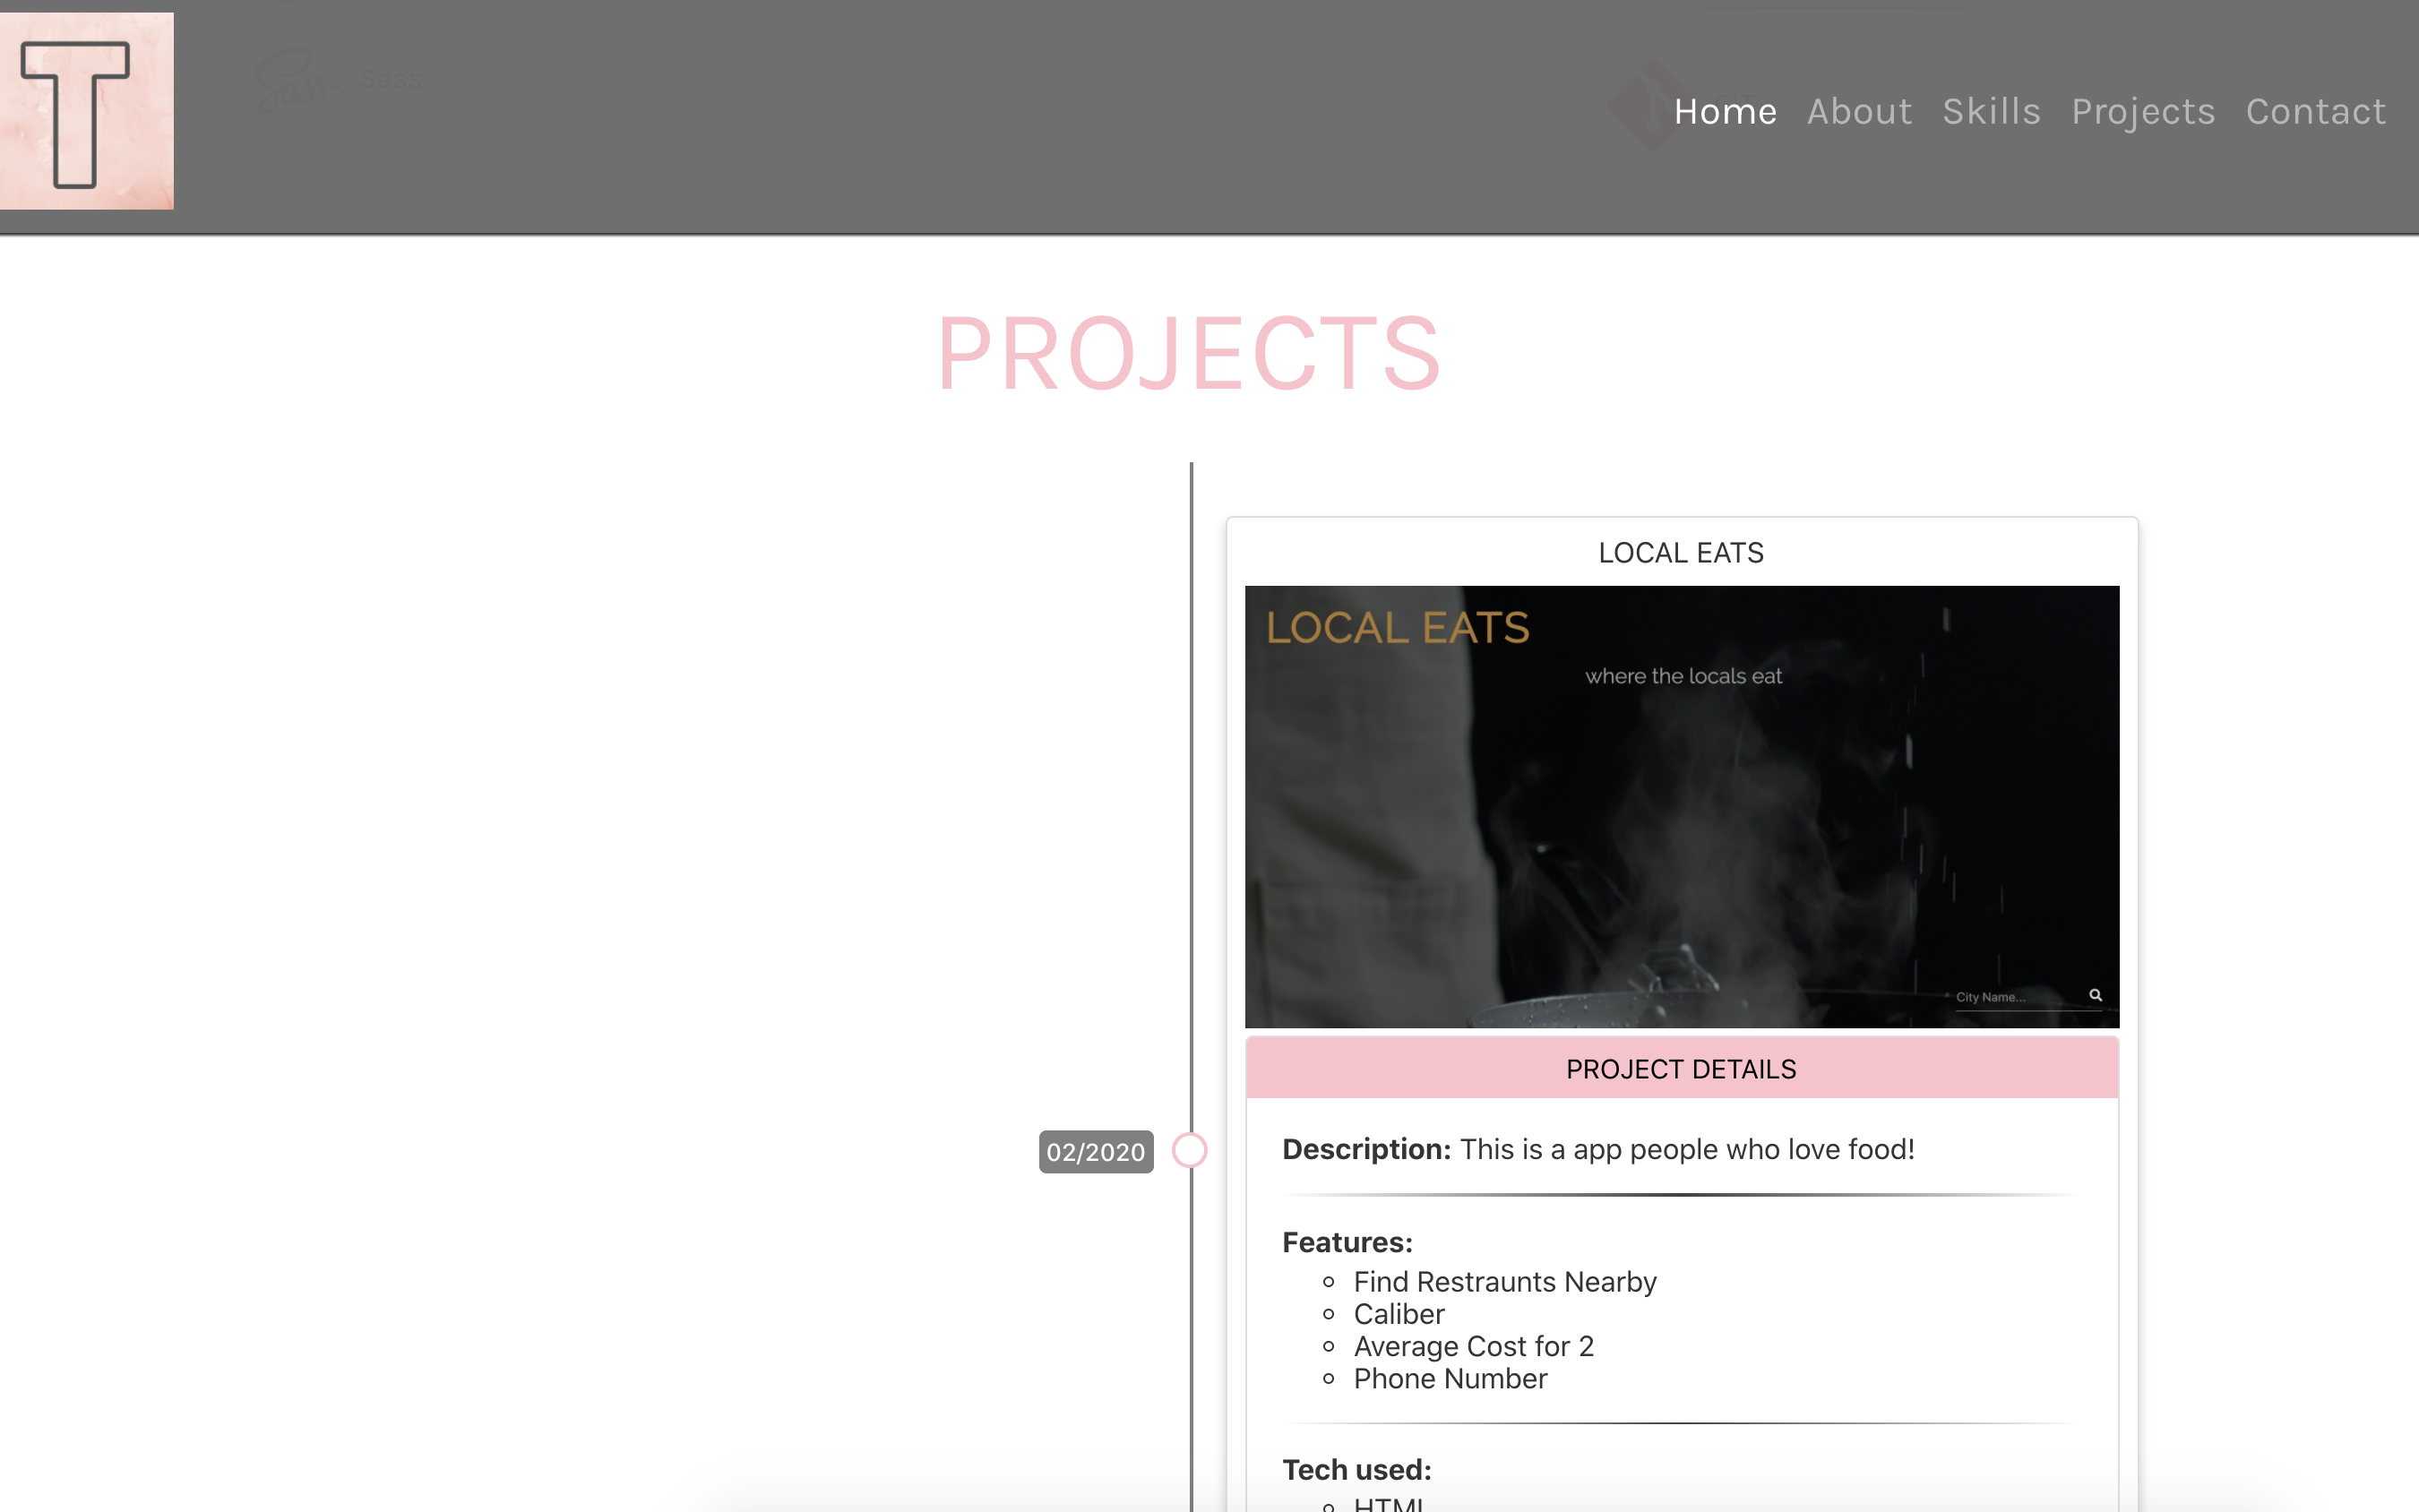 T
Sass Sass
Home About Skills Projects Contact
PROJECTS
LOCAL EATS
LOCAL EATS
where the locals eat
City Name...
PROJECT DETAILS
02/2020
Description: This is a app people who love food!
Features:
Find Restraunts Nearby
Caliber
Average Cost for 2
Phone Number
Tech used:
HTML